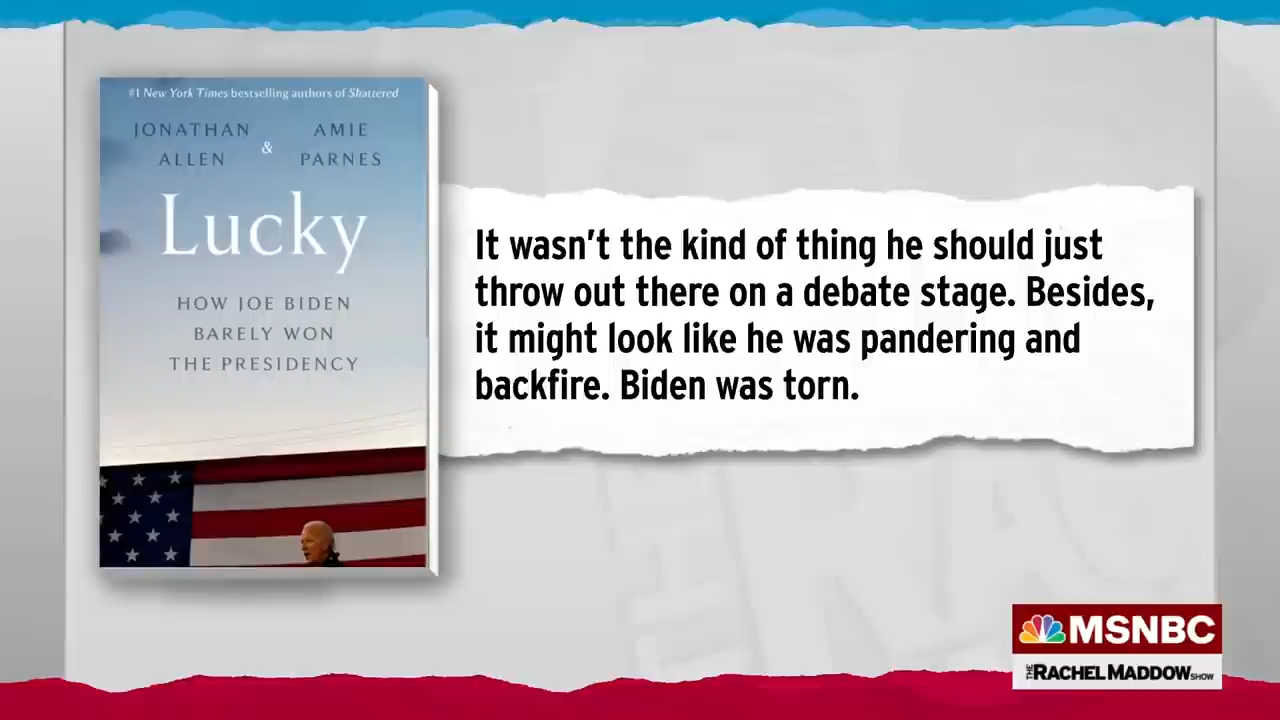 #1 New York Times bestselling authors of Shattered
JONATHAN ALLEN & AMIE PARNES
Lucky
HOW JOE BIDEN
BARELY WON
THE PRESIDENCY
It wasn't the kind of thing he should just
throw out there on a debate stage. Besides,
it might look like he was pandering and
backfire. Biden was torn.
MSNBC
THE RACHEL MADDOW SHOW